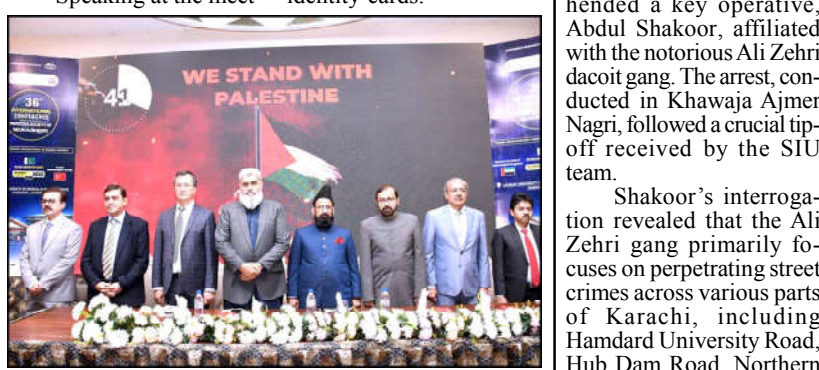 Speaking at the meet- identity-cards.
WE STAND WITH
PALESTINE
41
36th
INTERNATIONAL
CONFERENCE
hended a key operative,
Abdul Shakoor, affiliated
with the notorious Ali Zehri
dacoit gang. The arrest, con-
ducted in Khawaja Ajmer
Nagri, followed a crucial tip-
off received by the SIU
team.
Shakoor's interroga-
tion revealed that the Ali
Zehri gang primarily fo-
cuses on perpetrating street
crimes across various parts
of Karachi, including
Hamdard University Road,
Hub Dam Road, Northern